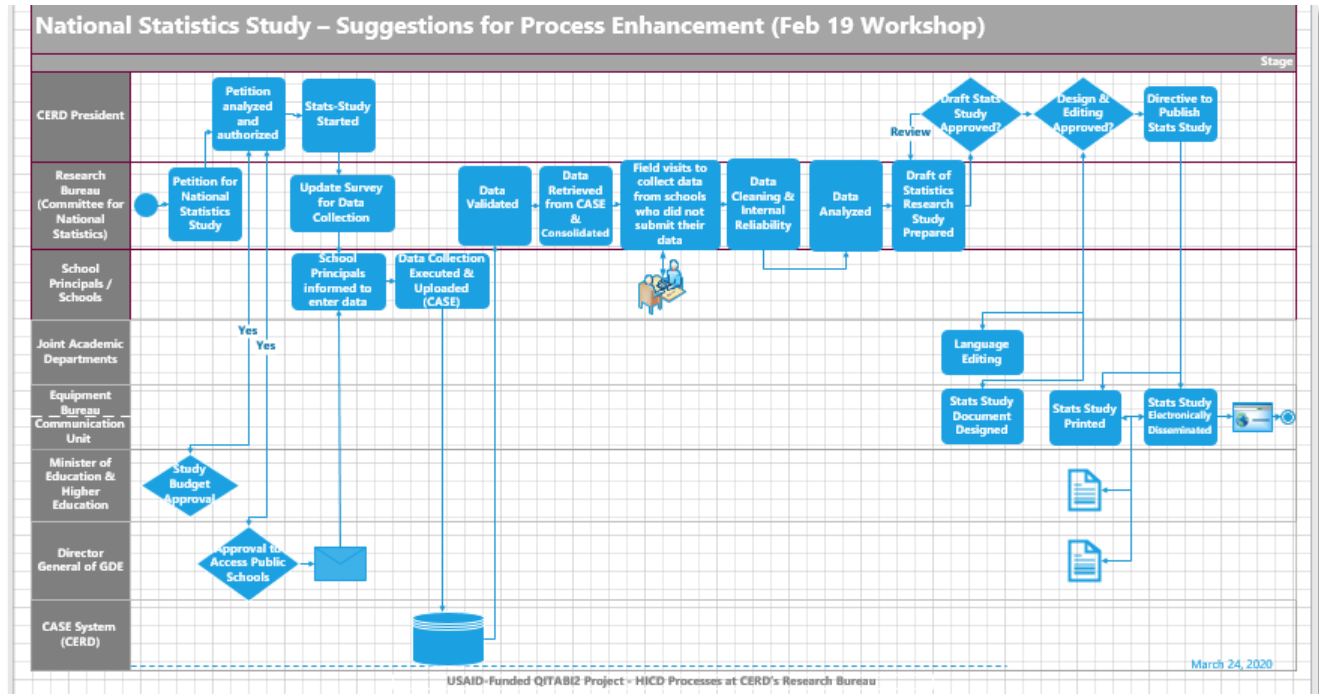 National Statistics Study – Suggestions for Process Enhancement (Feb 19 Workshop)
Stage
CERD President
Petition
analyzed
and
authorized
Stats-Study
Started
Draft Stats
Study
Approved?
Design &
Editing
Approved?
Directive to
Publish
Stats Study
Review
Research
Bureau
(Committee for
National
Statistics)
Petition for
National
Statistics
Study
Update Survey
for Data
Collection
Data
Validated
Data
Retrieved
from CASE
&
Consolidated
Field visits to
collect data
from schools
who did not
submit their
data
Data
Cleaning &
Internal
Reliability
Data
Analyzed
Draft of
Statistics
Research
Study
Prepared
School
Principals /
Schools
School
Principals
informed to
enter data
Data Collection
Executed &
Uploaded
(CASE)
Yes
Yes
Joint Academic
Departments
Language
Editing
Equipment
Bureau
Communication
Unit
Stats Study
Document
Designed
Stats Study
Printed
Stats Study
Electronically
Disseminated
Minister of
Education &
Higher
Education
Study
Budget
Approval
Director
General of GDE
Approval to
Access Public
Schools
CASE System
(CERD)
March 24, 2020
USAID-Funded QITABI2 Project - HICD Processes at CERD's Research Bureau